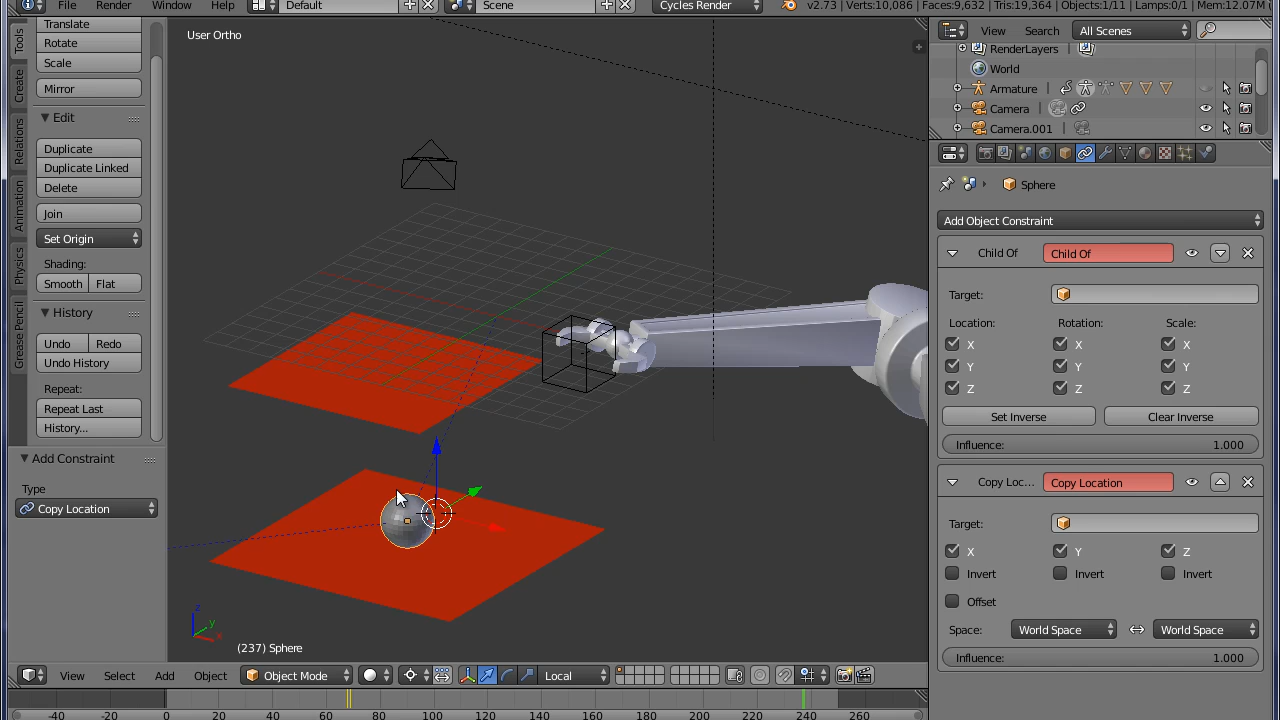 File Render Window Help Default Scene Cycles Render v2.73 | Verts:10,086 | Faces:9,632 | Tris:19,364 | Objects:1/11 | Lamps:0/1 | Mem:12.07M
Tools
Create
Relations
Animation
Physics
Grease Pencil
Translate
Rotate
Scale
Mirror
Edit
Duplicate
Duplicate Linked
Delete
Join
Set Origin
Shading:
Smooth Flat
History
Undo Redo
Undo History
Repeat:
Repeat Last
History...
Add Constraint
Type
Copy Location
User Ortho
z
y
x
(237) Sphere
View Select Add Object Object Mode Local
-40 -20 0 20 40 60 80 100 120 140 160 180 200 220 240 260
View Search All Scenes
RenderLayers
World
Armature
Camera
Camera.001
Sphere
Add Object Constraint
Child Of Child Of
Target:
Location: Rotation: Scale:
X X X
Y Y Y
Z Z Z
Set Inverse Clear Inverse
Influence: 1.000
Copy Loc... Copy Location
Target:
X Y Z
Invert Invert Invert
Offset
Space: World Space World Space
Influence: 1.000